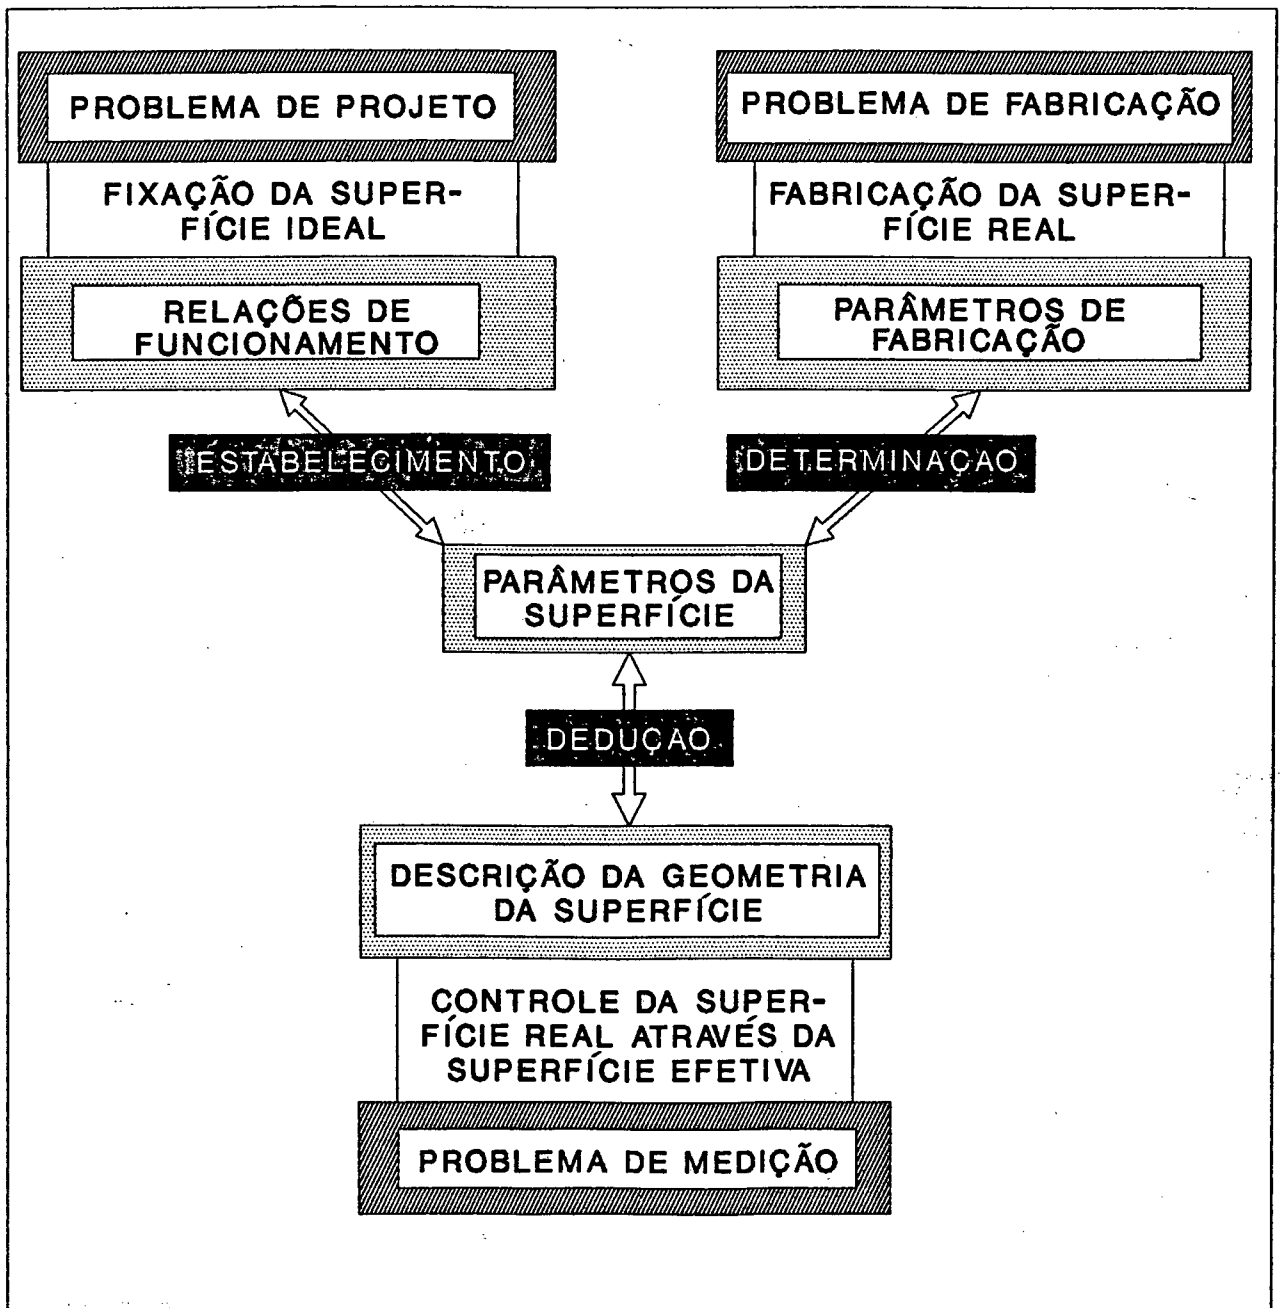 PROBLEMA DE PROJETO
FIXAÇÃO DA SUPER-
FÍCIE IDEAL
RELAÇÕES DE
FUNCIONAMENTO
PROBLEMA DE FABRICAÇÃO
FABRICAÇÃO DA SUPER-
FÍCIE REAL
PARÂMETROS DE
FABRICAÇÃO
ESTABELECIMENTO
DETERMINAÇAO
PARÂMETROS DA
SUPERFÍCIE
DEDUÇAO
DESCRIÇÃO DA GEOMETRIA
DA SUPERFÍCIE
CONTROLE DA SUPER-
FÍCIE REAL ATRAVÉS DA
SUPERFÍCIE EFETIVA
PROBLEMA DE MEDIÇÃO